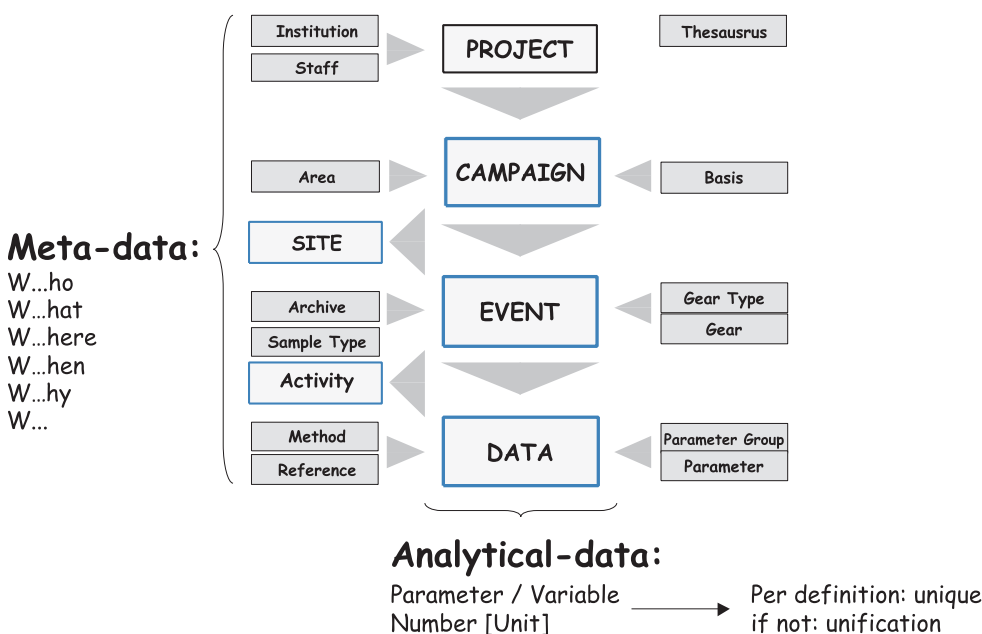 Institution
Staff
PROJECT
Thesausrus
Area
CAMPAIGN
Basis
SITE
Meta-data:
W...ho
W...hat
W...here
W...hen
W...hy
W...
Archive
Sample Type
EVENT
Gear Type
Gear
Activity
Method
Reference
DATA
Parameter Group
Parameter
Analytical-data:
Parameter / Variable
Number [Unit]
Per definition: unique
if not: unification